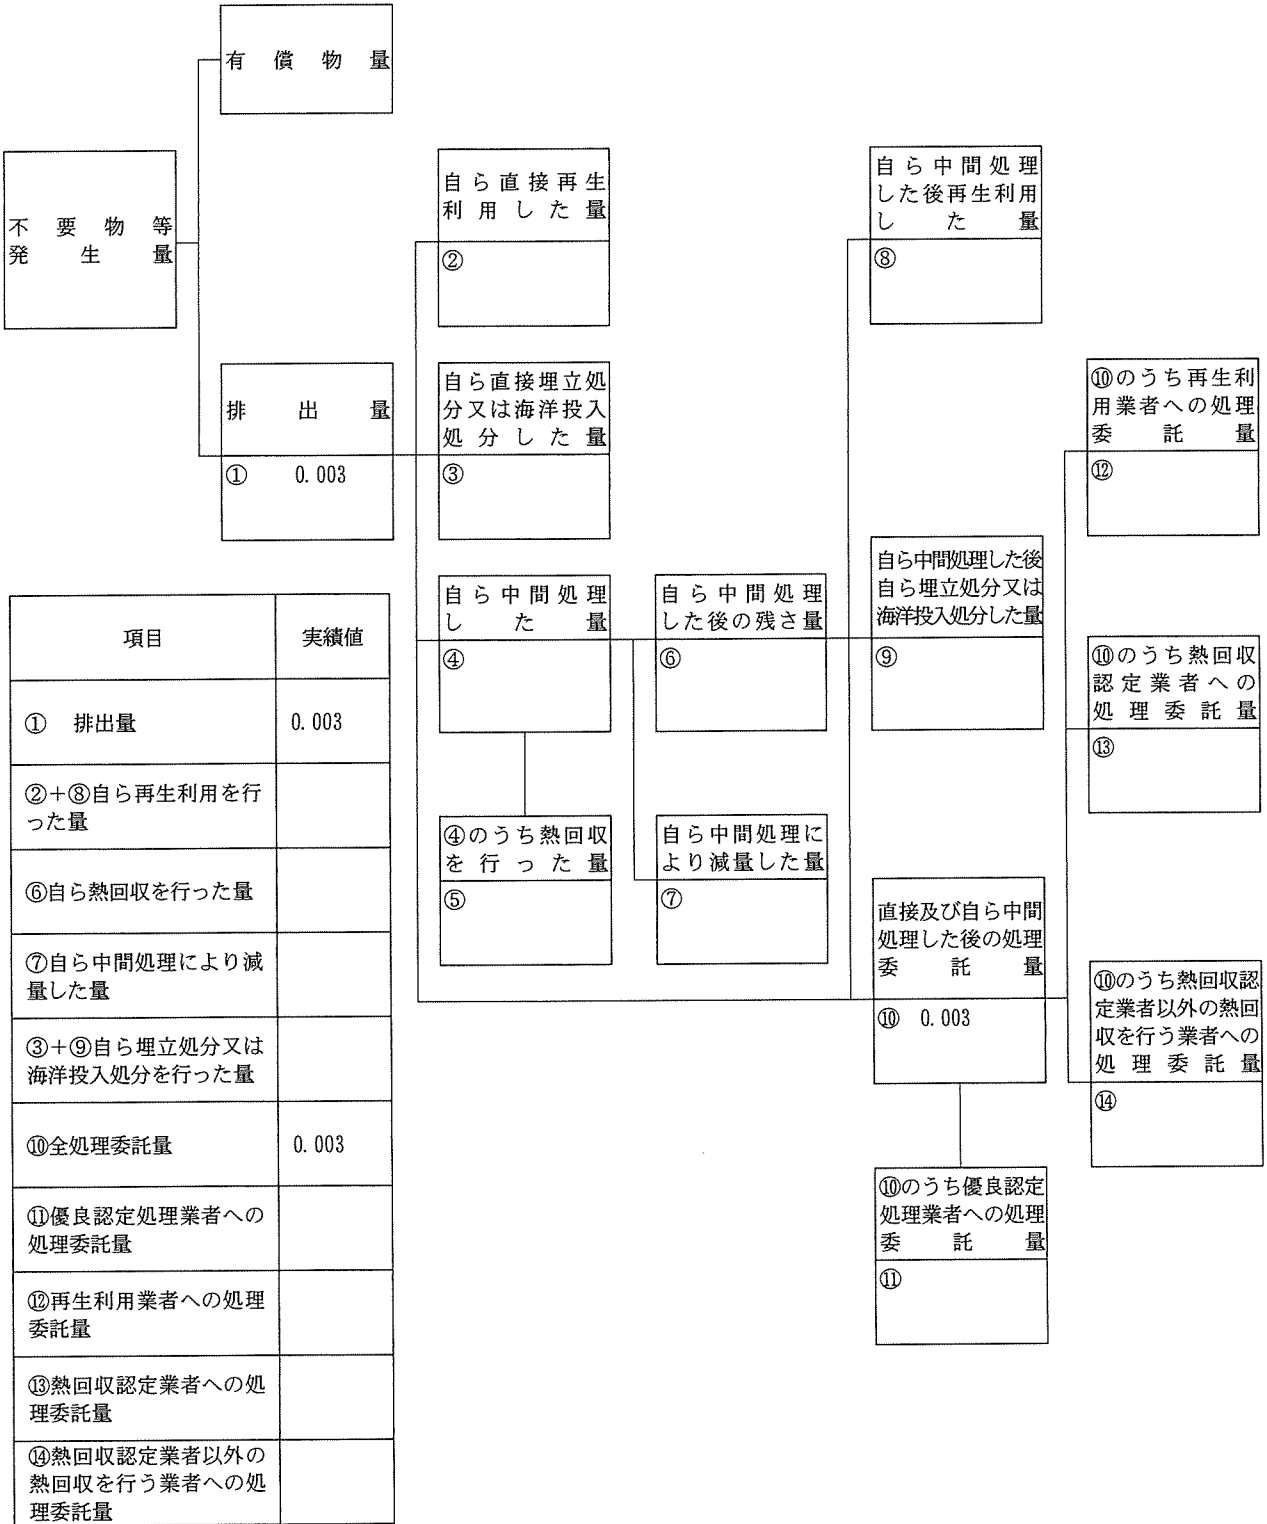 有償物量
不要物等
発生量
排出量
① 0.003
自ら直接再生
利用した量
②
自ら直接埋立処
分又は海洋投入
処分した量
③
自ら中間処理
した量
④
④のうち熱回収
を行った量
⑤
自ら中間処理
した後の残さ量
⑥
自ら中間処理に
より減量した量
⑦
自ら中間処理
した後再生利用
した量
⑧
自ら中間処理した後
自ら埋立処分又は
海洋投入処分した量
⑨
直接及び自ら中間
処理した後の処理
委託量
⑩ 0.003
⑩のうち優良認定
処理業者への処理
委託量
⑪
⑩のうち再生利
用業者への処理
委託量
⑫
⑩のうち熱回収
認定業者への
処理委託量
⑬
⑩のうち熱回収認
定業者以外の熱回
収を行う業者への
処理委託量
⑭
項目 実績値
① 排出量 0.003
②+⑧自ら再生利用を行
った量
⑥自ら熱回収を行った量
⑦自ら中間処理により減
量した量
③+⑨自ら埋立処分又は
海洋投入処分を行った量
⑩全処理委託量 0.003
⑪優良認定処理業者への
処理委託量
⑫再生利用業者への処理
委託量
⑬熱回収認定業者への処
理委託量
⑭熱回収認定業者以外の
熱回収を行う業者への処
理委託量